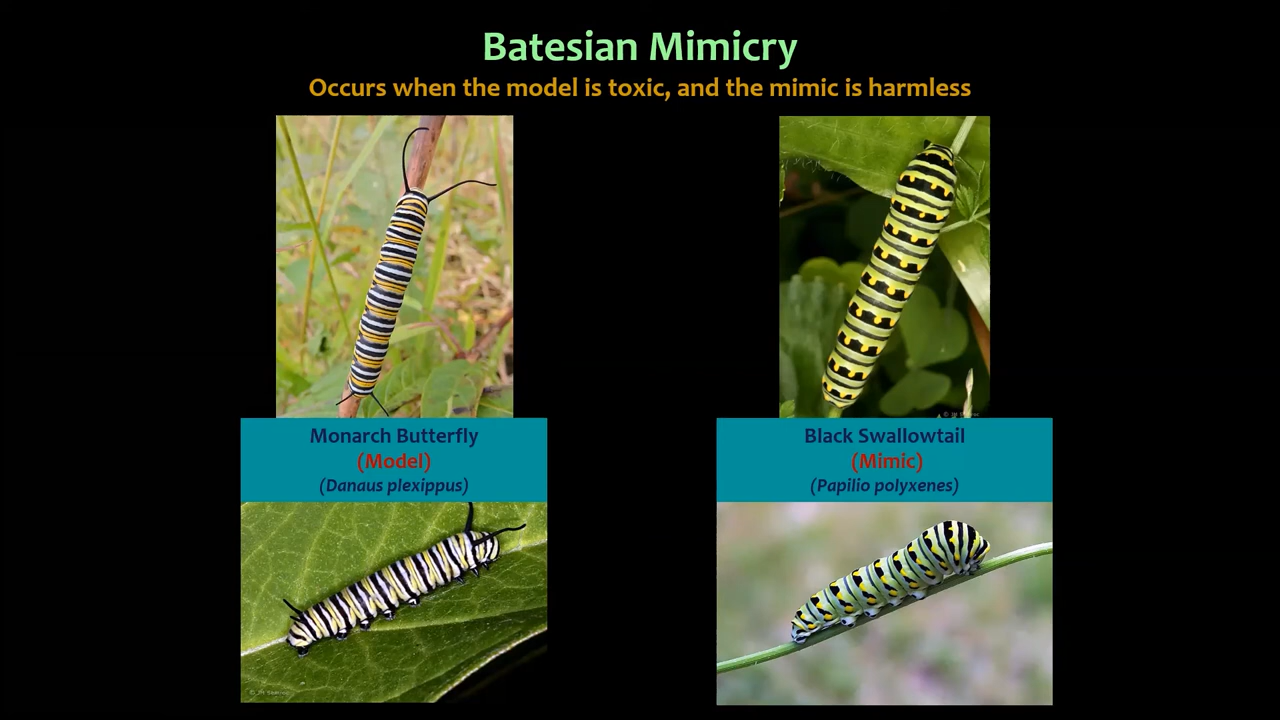 Batesian Mimicry
Occurs when the model is toxic, and the mimic is harmless
Monarch Butterfly
(Model)
(Danaus plexippus)
Black Swallowtail
(Mimic)
(Papilio polyxenes)